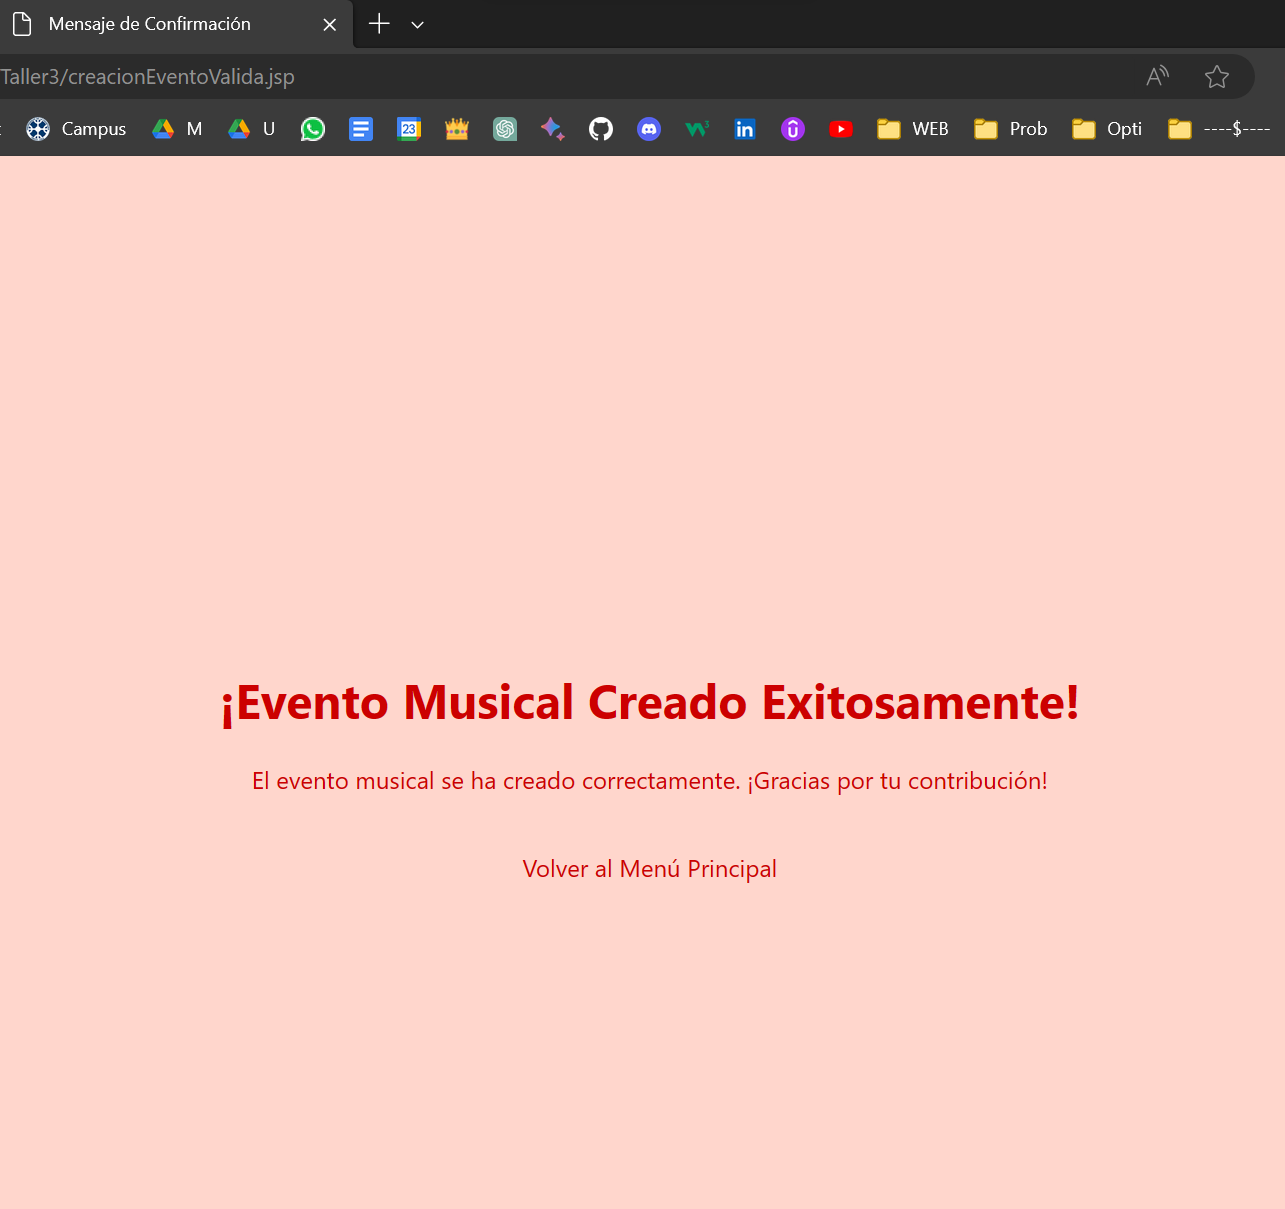 Mensaje de Confirmación
Taller3/creacionEventoValida.jsp
Campus M U 23 in WEB Prob Opti ----$----
¡Evento Musical Creado Exitosamente!
El evento musical se ha creado correctamente. ¡Gracias por tu contribución!
Volver al Menú Principal